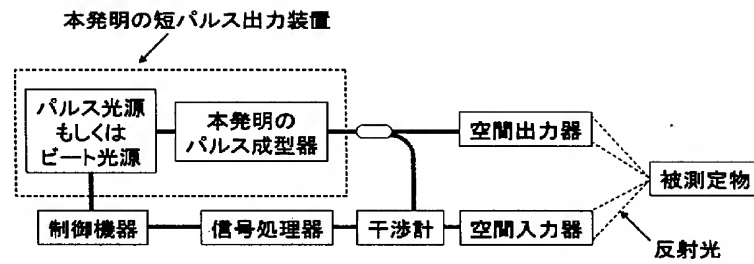 本発明の短パルス出力装置
パルス光源
もしくは
ビート光源
本発明の
パルス成型器
空間出力器
被測定物
制御機器
信号処理器
干渉計
空間入力器
反射光